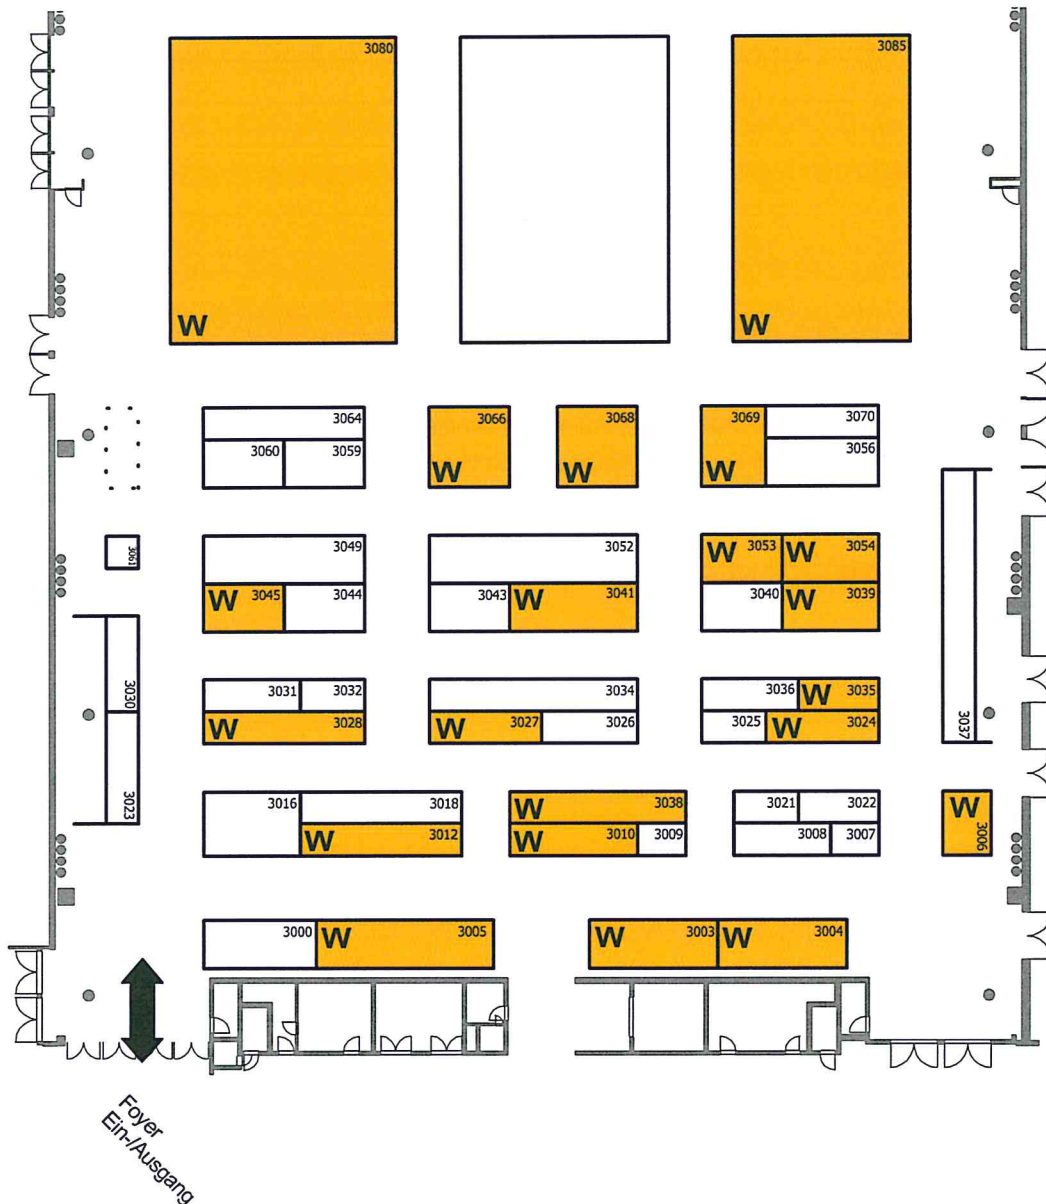 3080
3085
W
W
3064
3066
3068
3069
3070
3060
3059
W
W
W
3056
3049
3052
W 3053
W 3054
3061
W 3045
3044
3043
W 3041
3040
W 3039
3030
3031
3032
3034
3036
W 3035
W 3028
W 3027
3026
3025
W 3024
3037
3023
3016
3018
W 3038
3021
3022
W
3006
W 3012
W 3010
3009
3008
3007
3000
W 3005
W 3003
W 3004
Foyer
Ein-/Ausgang